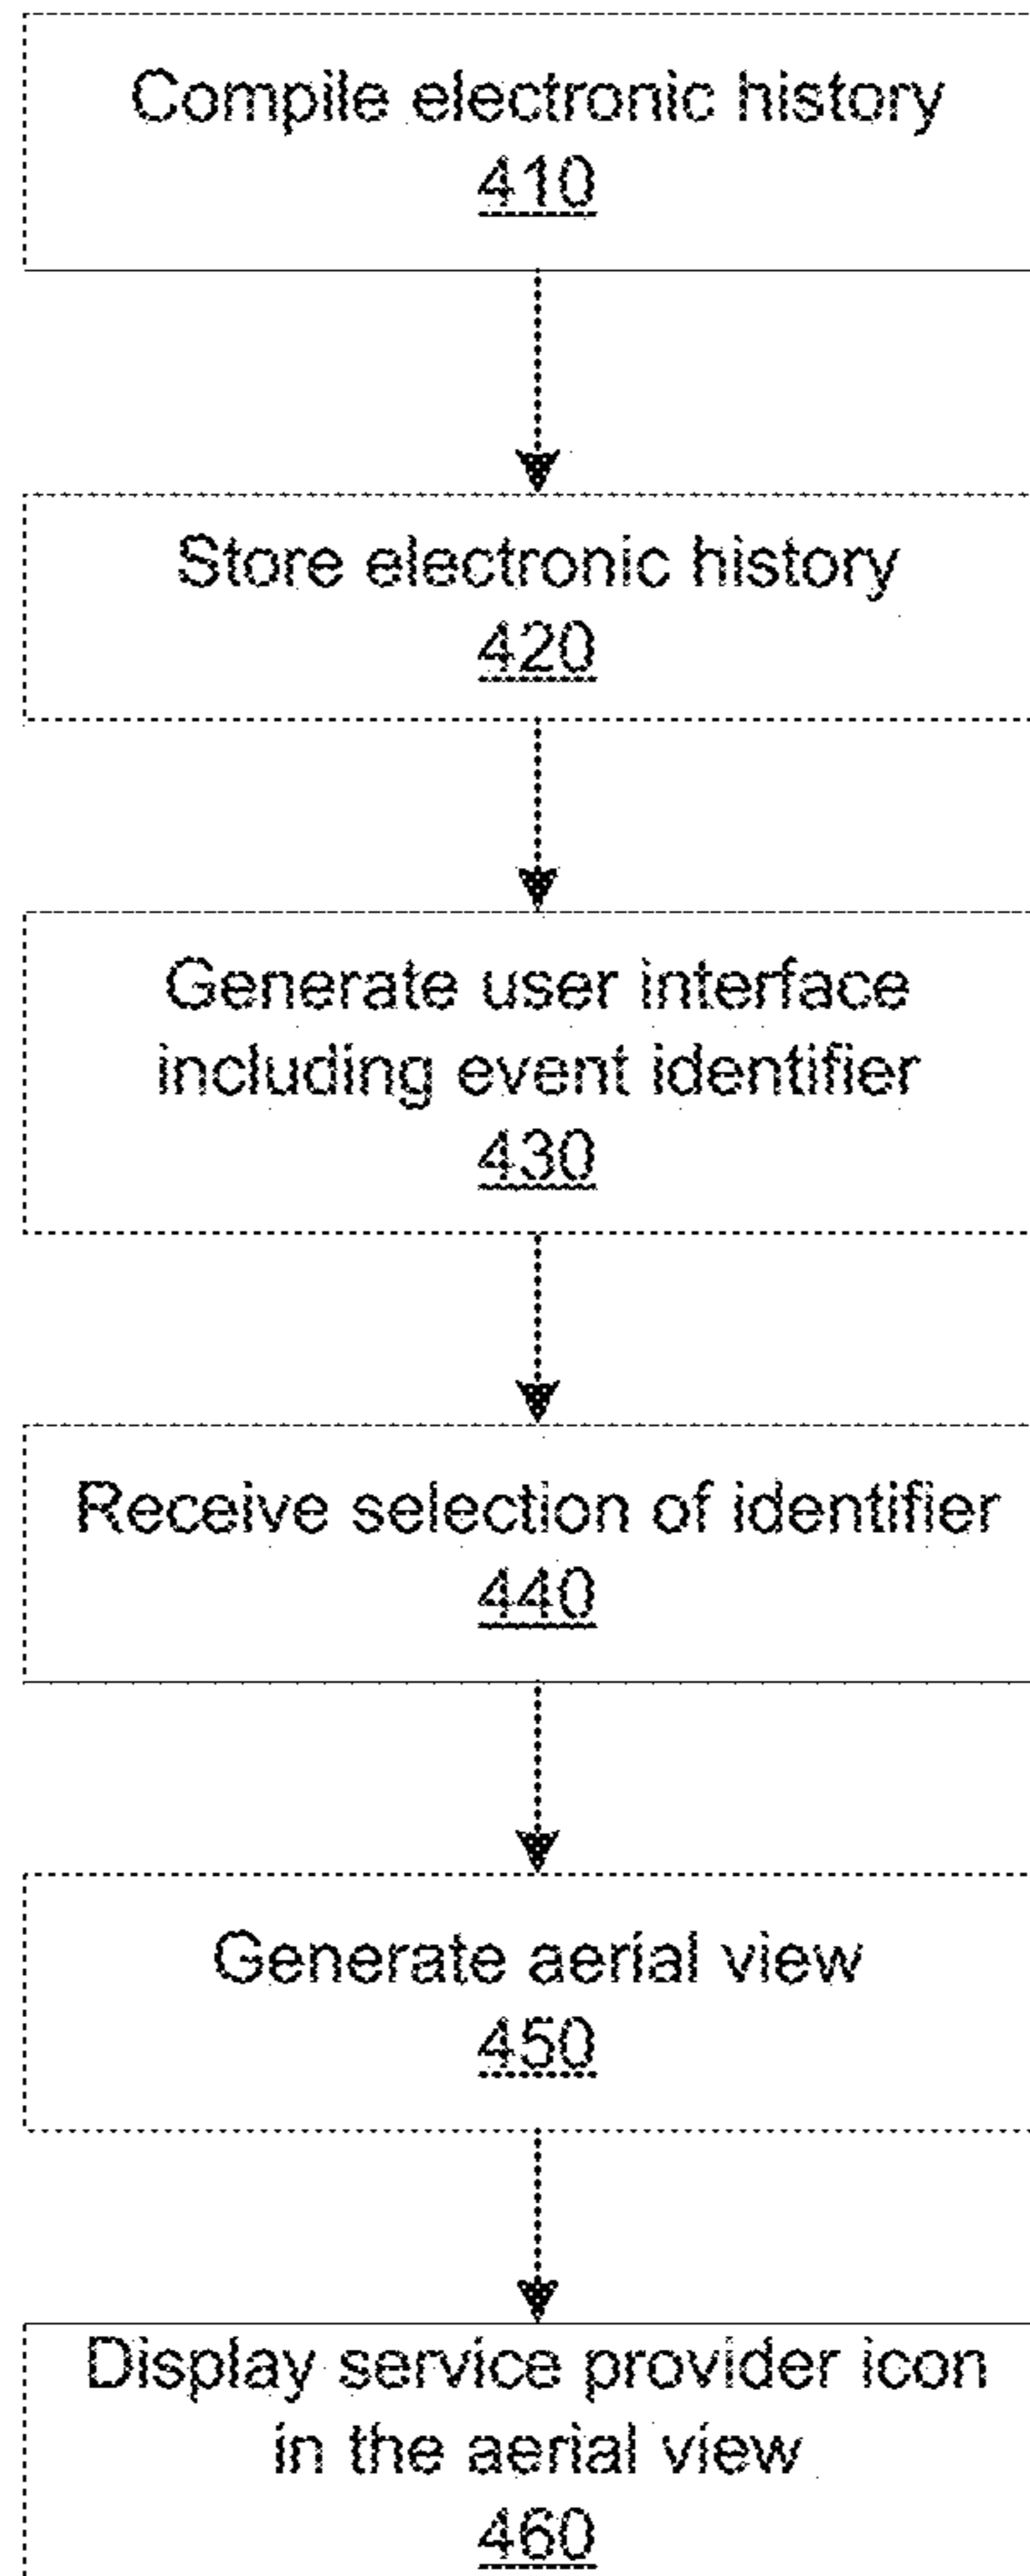 Compile electronic history
410
Store electronic history
420
Generate user interface
including event identifier
430
Receive selection of identifier
440
Generate aerial view
450
Display service provider icon
in the aerial view
460